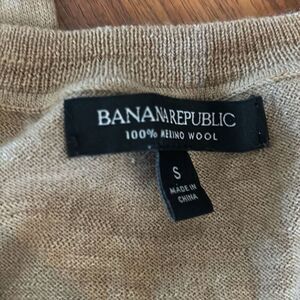 BANANA REPUBLIC
100% MERINO WOOL
S
MADE IN
CHINA